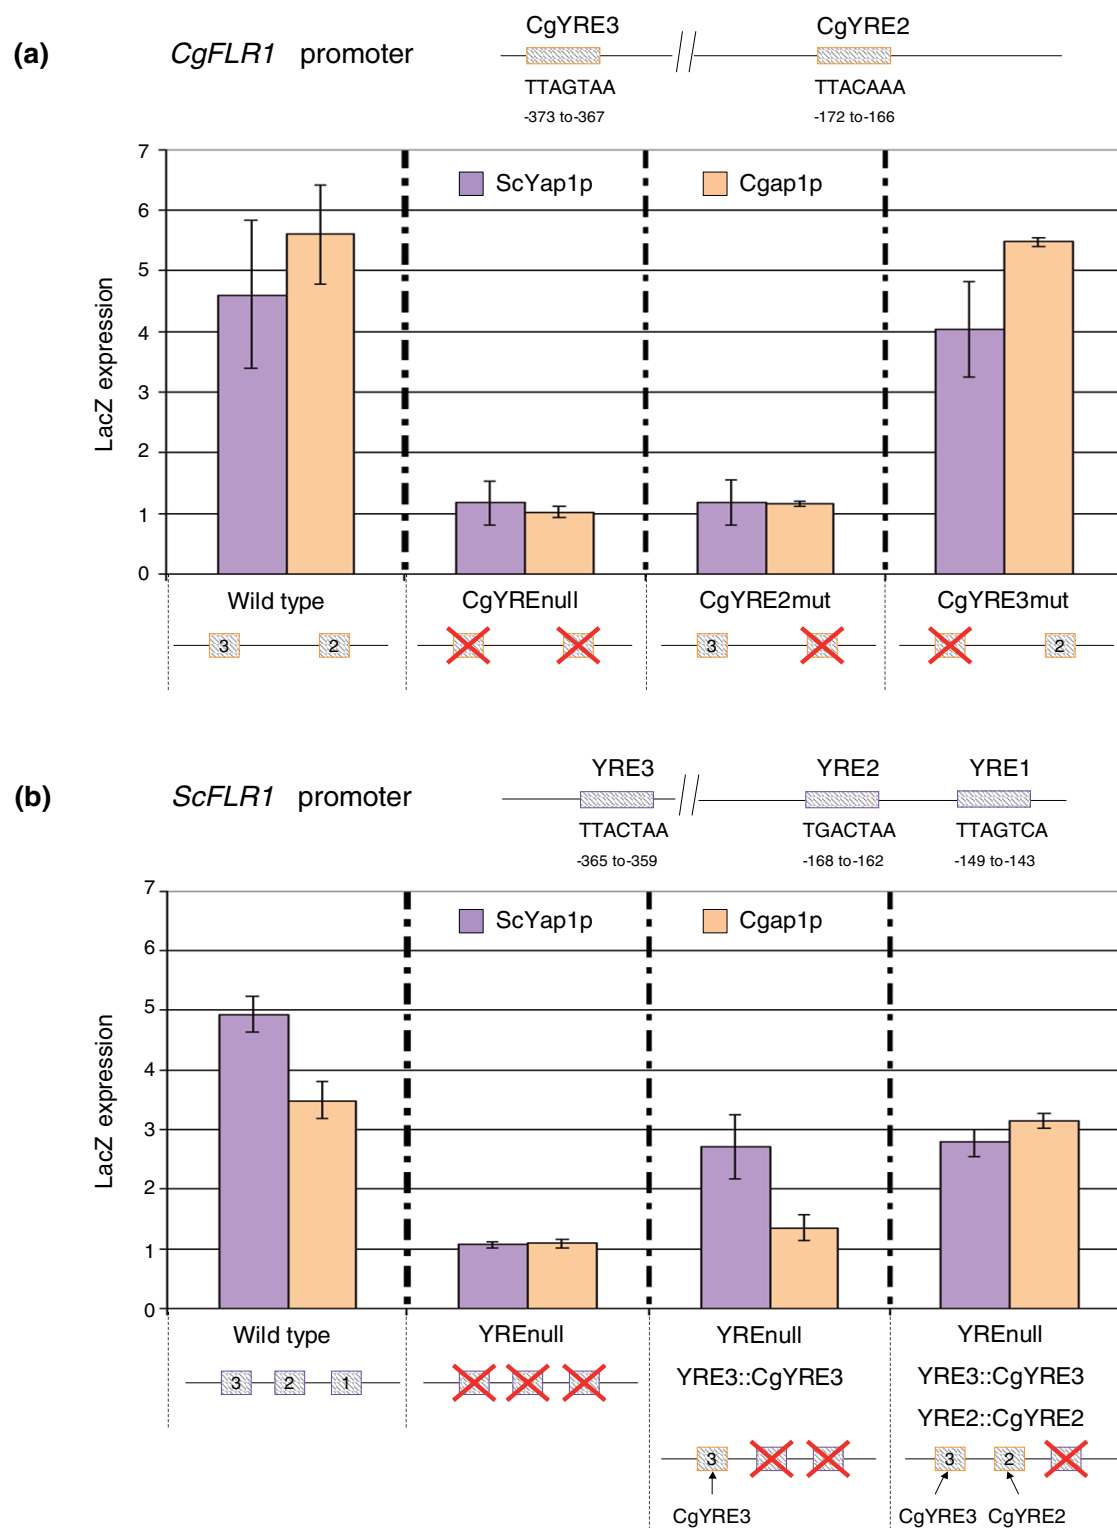 (a) CgFLR1 promoter
CgYRE3 CgYRE2
TTAGTAA TTACAAA
-373 to-367 -172 to-166
LacZ expression
7
6
5
4
3
2
1
0
ScYap1p Cgap1p
Wild type CgYREnull CgYRE2mut CgYRE3mut
3 2 3 2
(b) ScFLR1 promoter
YRE3 YRE2 YRE1
TTACTAA TGACTAA TTAGTCA
-365 to-359 -168 to-162 -149 to-143
LacZ expression
7
6
5
4
3
2
1
0
ScYap1p Cgap1p
Wild type YREnull YREnull YREnull
YRE3::CgYRE3 YRE3::CgYRE3
YRE2::CgYRE2
3 2 1
3 3 2
CgYRE3 CgYRE3 CgYRE2